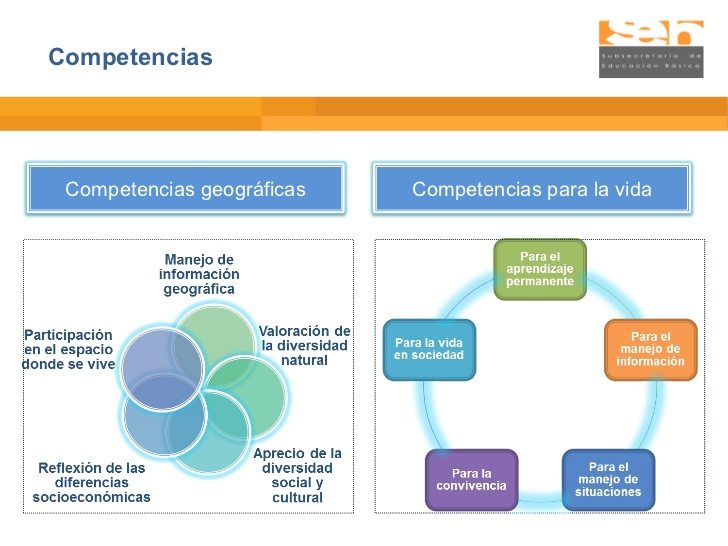 Competencias
seb
Subsecretaría de
Educación Básica
Competencias geográficas
Competencias para la vida
Manejo de
información
geográfica
Valoración de
la diversidad
natural
Aprecio de la
diversidad
social y
cultural
Reflexión de las
diferencias
socioeconómicas
Participación
en el espacio
donde se vive
Para el
aprendizaje
permanente
Para el
manejo de
información
Para el
manejo de
situaciones
Para la
convivencia
Para la vida
en sociedad